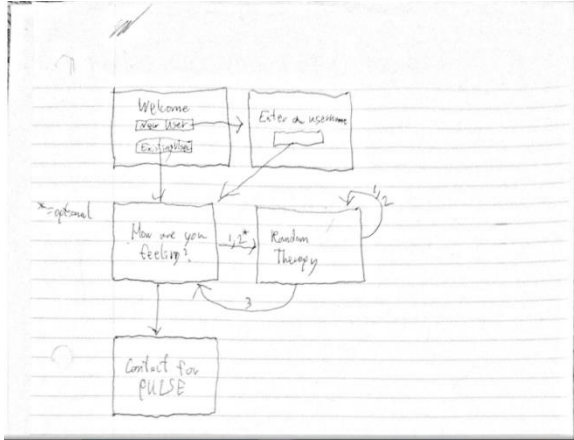 Welcome
New User
Existing User
Enter a username
*=optional
How are you
feeling?
1,2*
Random
Therapy
1,2
3
Contact for
PULSE